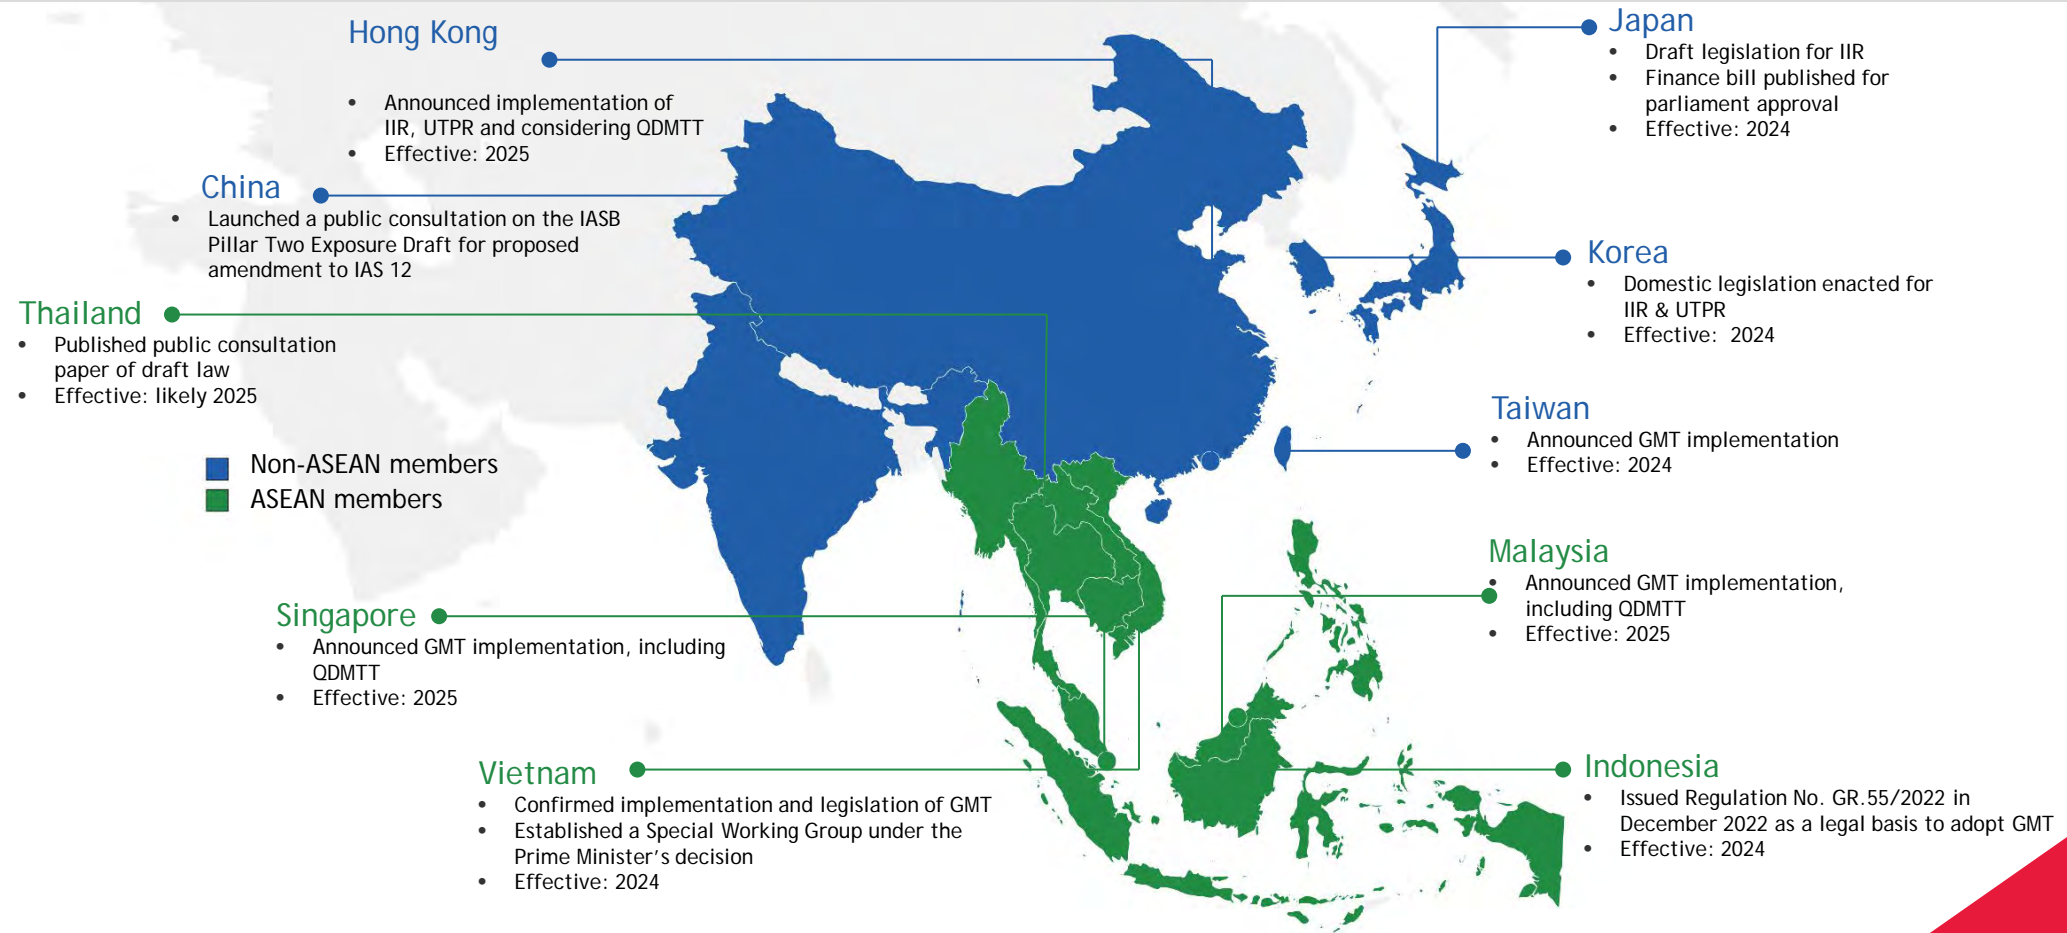 Hong Kong
• Announced implementation of
IIR, UTPR and considering QDMTT
• Effective: 2025
China
• Launched a public consultation on the IASB
Pillar Two Exposure Draft for proposed
amendment to IAS 12
Thailand
• Published public consultation
paper of draft law
• Effective: likely 2025
Non-ASEAN members
ASEAN members
Singapore
• Announced GMT implementation, including
QDMTT
• Effective: 2025
Vietnam
• Confirmed implementation and legislation of GMT
• Established a Special Working Group under the
Prime Minister's decision
• Effective: 2024
Japan
• Draft legislation for IIR
• Finance bill published for
parliament approval
• Effective: 2024
Korea
• Domestic legislation enacted for
IIR & UTPR
• Effective: 2024
Taiwan
• Announced GMT implementation
• Effective: 2024
Malaysia
• Announced GMT implementation,
including QDMTT
• Effective: 2025
Indonesia
• Issued Regulation No. GR.55/2022 in
December 2022 as a legal basis to adopt GMT
• Effective: 2024